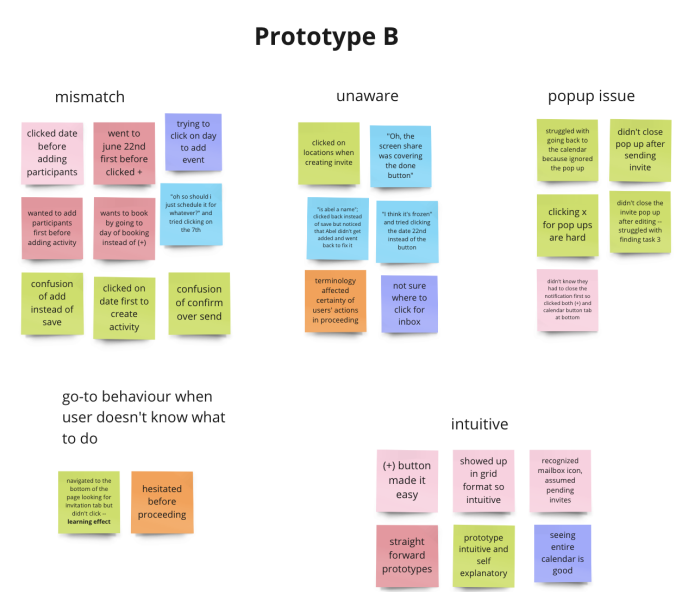 Prototype B
mismatch
clicked date
before
adding
participants
went to
june 22nd
first before
clicked +
trying to
click on day
to add
event
wanted to add
participants
first before
adding activity
wants to book
by going to
day of booking
instead of (+)
"oh so should i
just schedule it for
whatever?" and
tried clicking on
the 7th
confusion
of add
instead of
save
clicked on
date first to
create
activity
confusion
of confirm
over send
unaware
clicked on
locations when
creating invite
"Oh, the
screen share
was covering
the done
button"
"is abel a name";
clicked back instead
of save but noticed
that Abel didn't get
added and went
back to fix it
"I think it's frozen"
and tried clicking
the date 22nd
instead of the
button
terminology
affected
certainty of
users' actions
in proceeding
not sure
where to
click for
inbox
popup issue
struggled with
going back to
the calendar
because ignored
the pop up
didn't close
pop up after
sending
invite
clicking x
for pop ups
are hard
didn't close the
invite pop up
after editing --
struggled with
finding task 3
didn't know they
had to close the
notification first so
clicked both (+) and
calendar button tab
at bottom
go-to behaviour when
user doesn't know what
to do
navigated to the
bottom of the
page looking for
invitation tab but
didn't click --
learning effect
hesitated
before
proceeding
intuitive
(+) button
made it
easy
showed up
in grid
format so
intuitive
recognized
mailbox icon,
assumed
pending
invites
straight
forward
prototypes
prototype
intuitive and
self
explanatory
seeing
entire
calendar is
good